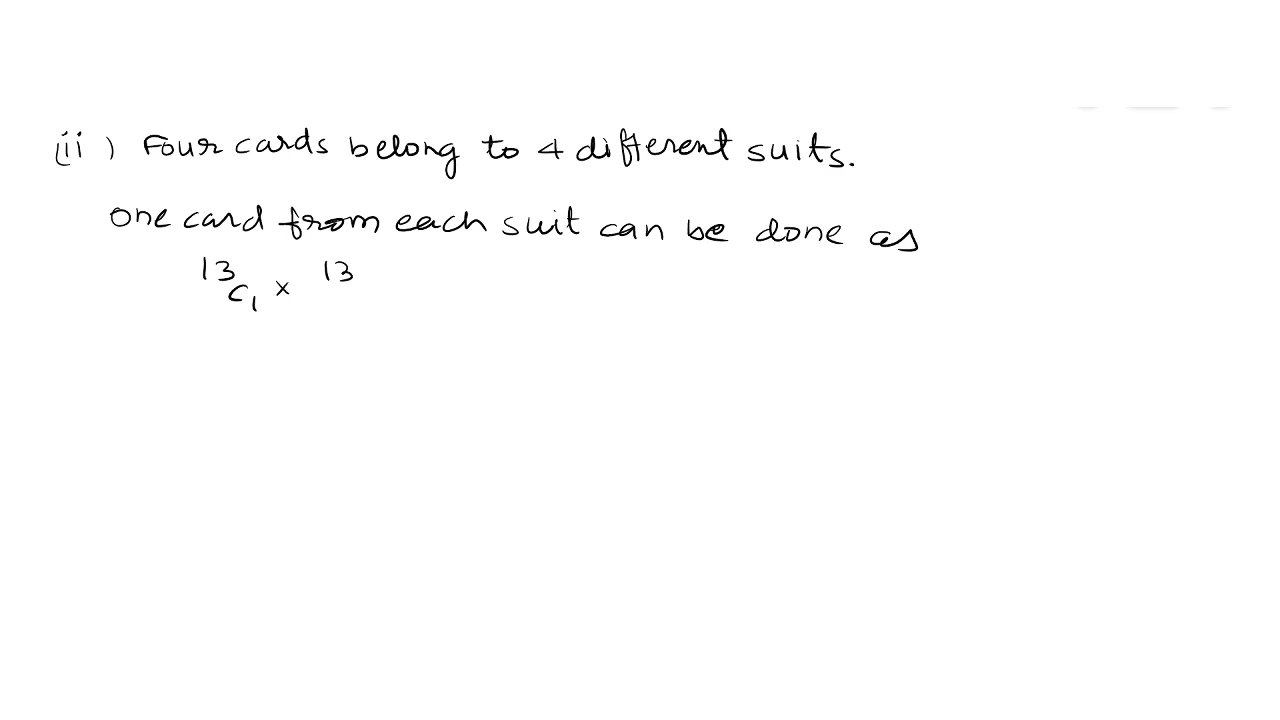 (ii) Four cards belong to 4 different suits.
One card from each suit can be done as
13C1 × 13